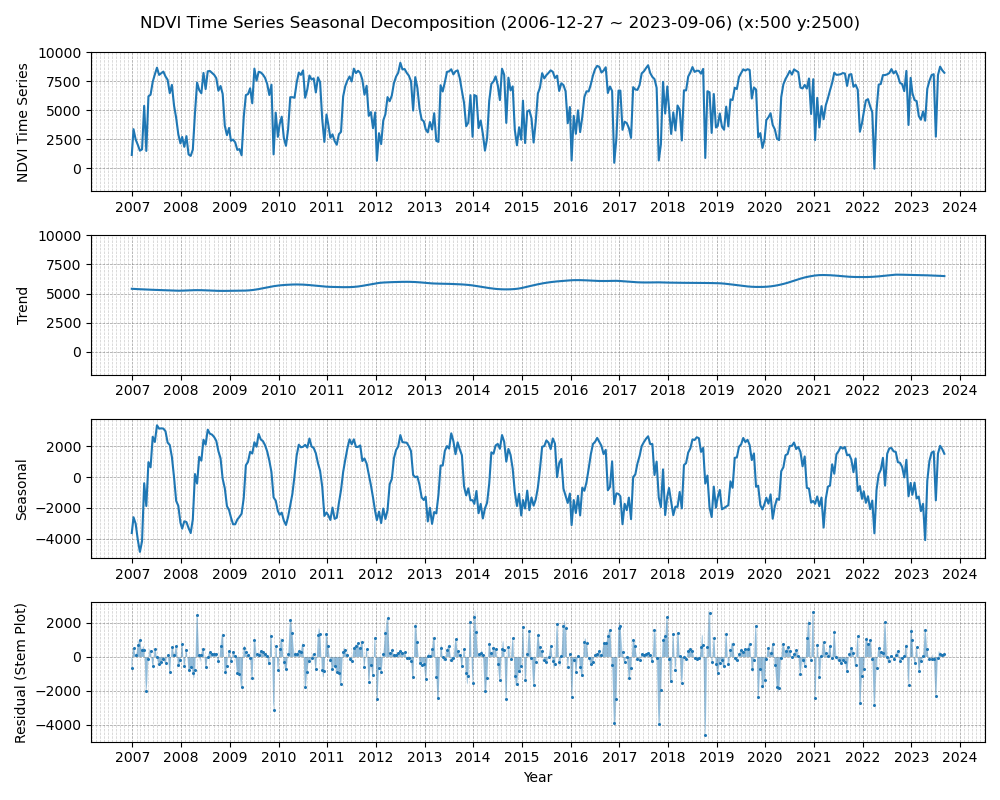 NDVI Time Series Seasonal Decomposition (2006-12-27 ~ 2023-09-06) (x:500 y:2500)
NDVI Time Series
10000
7500
5000
2500
0
2007 2008 2009 2010 2011 2012 2013 2014 2015 2016 2017 2018 2019 2020 2021 2022 2023 2024
Trend
10000
7500
5000
2500
0
2007 2008 2009 2010 2011 2012 2013 2014 2015 2016 2017 2018 2019 2020 2021 2022 2023 2024
Seasonal
2000
0
−2000
−4000
2007 2008 2009 2010 2011 2012 2013 2014 2015 2016 2017 2018 2019 2020 2021 2022 2023 2024
Residual (Stem Plot)
2000
0
−2000
−4000
2007 2008 2009 2010 2011 2012 2013 2014 2015 2016 2017 2018 2019 2020 2021 2022 2023 2024
Year